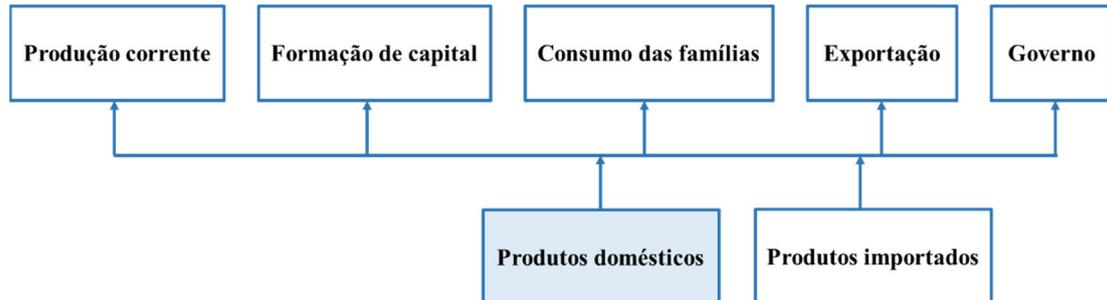 Produção corrente
Formação de capital
Consumo das famílias
Exportação
Governo
Produtos domésticos
Produtos importados